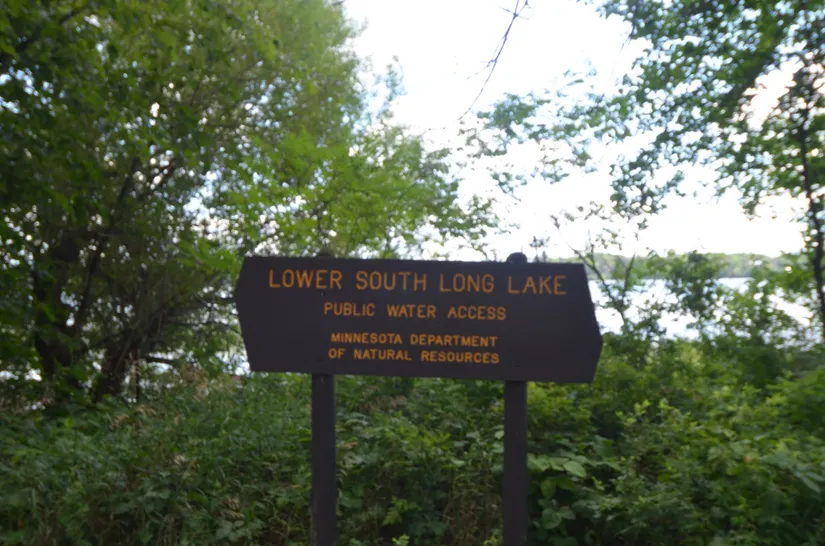 LOWER SOUTH LONG LAKE
PUBLIC WATER ACCESS
MINNESOTA DEPARTMENT
OF NATURAL RESOURCES